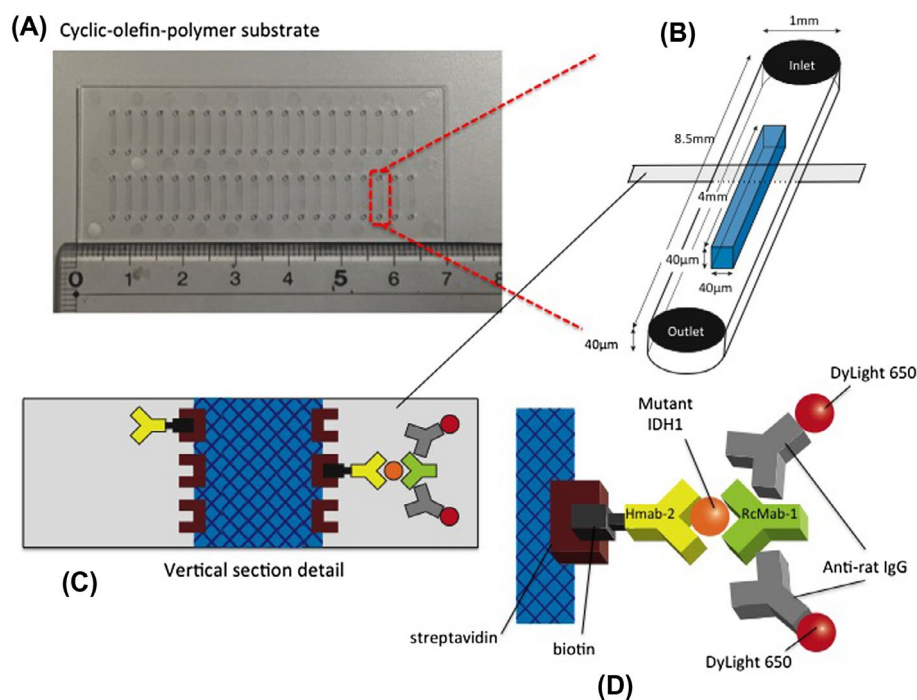 (A) Cyclic-olefin-polymer substrate
0 1 2 3 4 5 6 7 8
(B)
1mm
Inlet
8.5mm
4mm
40μm
40μm
Outlet
40μm
(C)
Vertical section detail
DyLight 650
Mutant
IDH1
Hmab-2
RcMab-1
Anti-rat IgG
streptavidin
biotin
DyLight 650
(D)